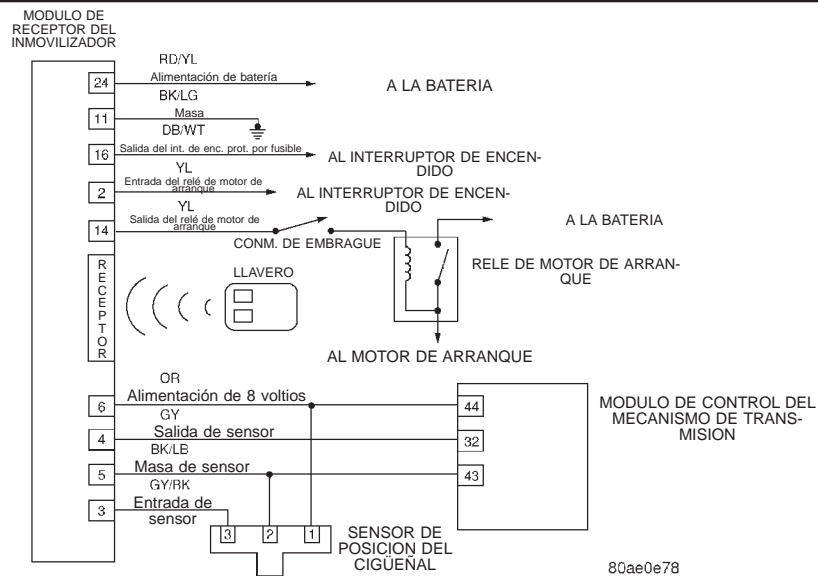 MODULO DE
RECEPTOR DEL
INMOVILIZADOR
RD/YL
24
Alimentación de batería
A LA BATERIA
BK/LG
11
Masa
DB/WT
16
Salida del int. de enc. prot. por fusible
AL INTERRUPTOR DE ENCEN-
DIDO
YL
2
Entrada del relé de motor de
arranque
AL INTERRUPTOR DE ENCEN-
DIDO
YL
14
Salida del relé de motor de
arranque
CONM. DE EMBRAGUE
A LA BATERIA
RELE DE MOTOR DE ARRAN-
QUE
RECEPTOR
LLAVERO
AL MOTOR DE ARRANQUE
OR
6
Alimentación de 8 voltios
44
GY
4
Salida de sensor
32
BK/LB
5
Masa de sensor
43
GY/BK
3
Entrada de
sensor
MODULO DE CONTROL DEL
MECANISMO DE TRANS-
MISION
3
2
1
SENSOR DE
POSICION DEL
CIGÜEÑAL
80ae0e78